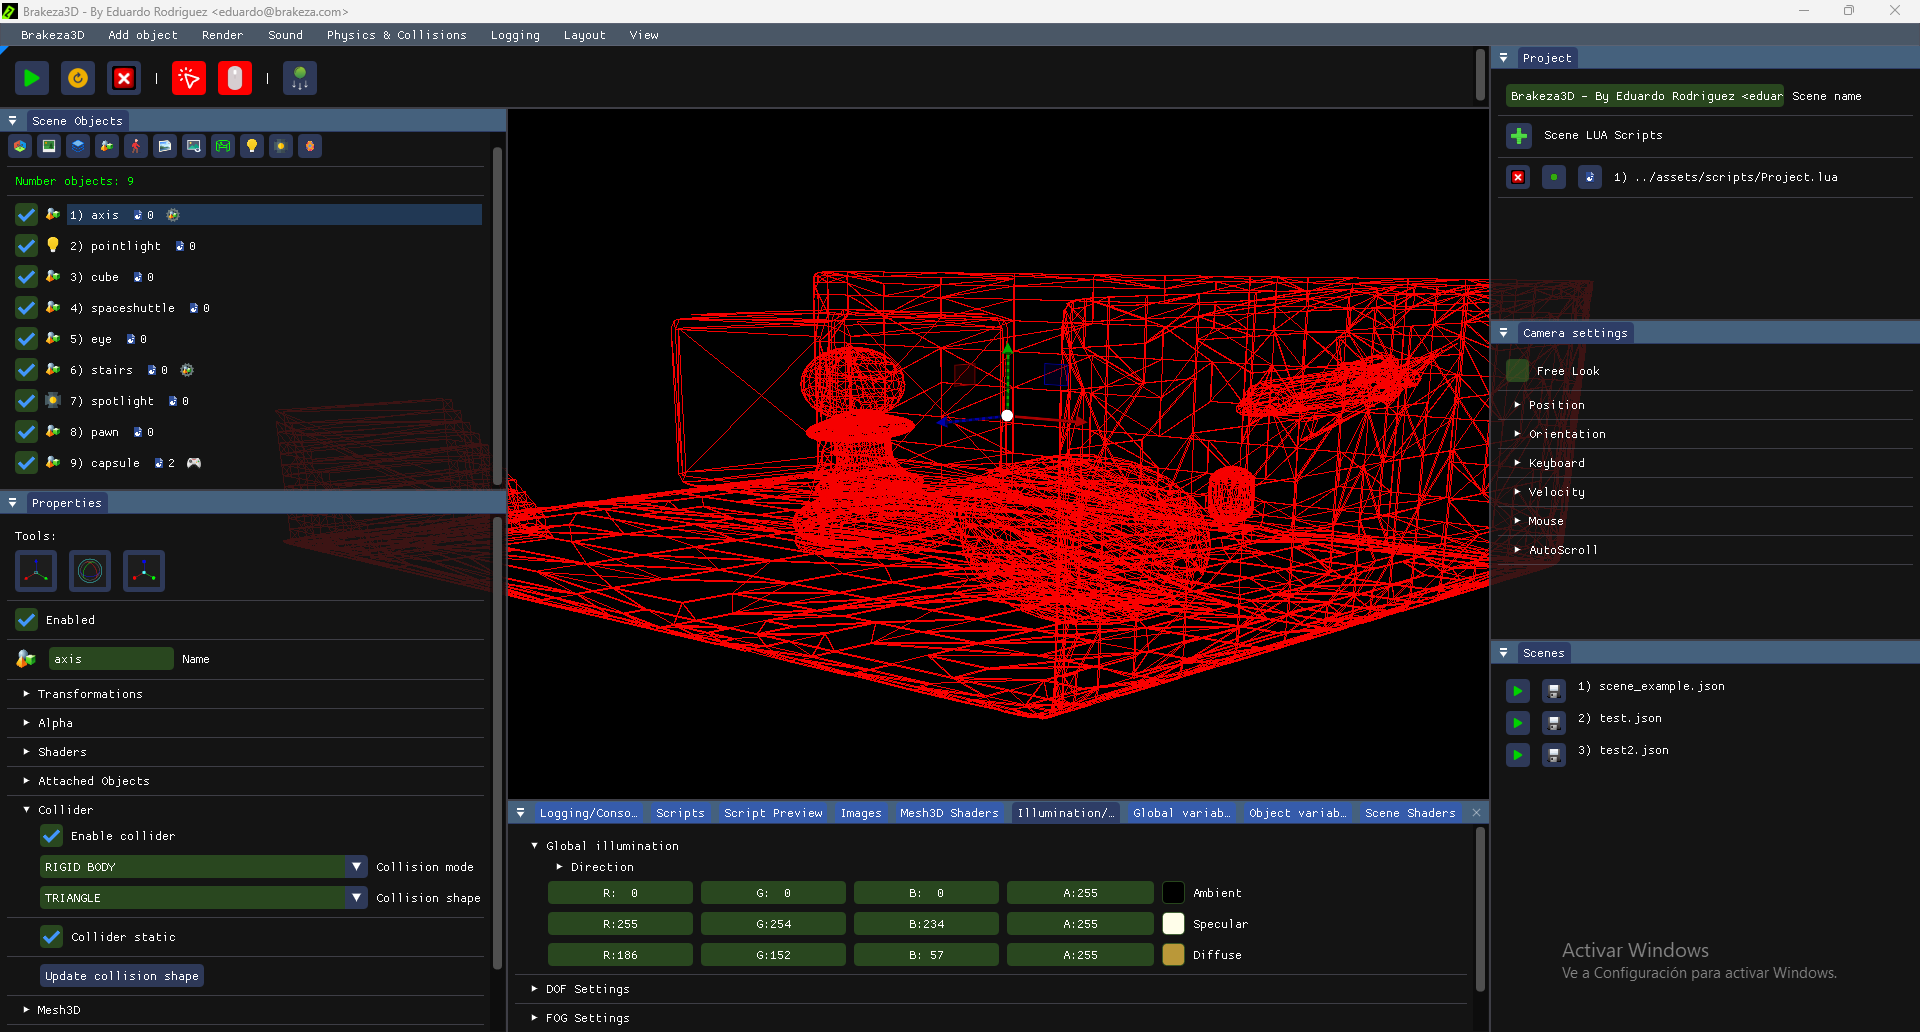 Brakeza3D - By Eduardo Rodriguez <eduardo@brakeza.com>
Brakeza3D Add object Render Sound Physics & Collisions Logging Layout View
Scene Objects
Number objects: 9
1) axis 0
2) pointlight 0
3) cube 0
4) spaceshuttle 0
5) eye 0
6) stairs 0
7) spotlight 0
8) pawn 0
9) capsule 2
Properties
Tools:
Enabled
axis Name
Transformations
Alpha
Shaders
Attached Objects
Collider
Enable collider
RIGID BODY Collision mode
TRIANGLE Collision shape
Collider static
Update collision shape
Mesh3D
Logging/Conso… Scripts Script Preview Images Mesh3D Shaders Illumination/… Global variab… Object variab… Scene Shaders
Global illumination
Direction
R: 0 G: 0 B: 0 A:255 Ambient
R:255 G:254 B:234 A:255 Specular
R:186 G:152 B: 57 A:255 Diffuse
DOF Settings
FOG Settings
Project
Brakeza3D - By Eduardo Rodriguez <eduar Scene name
Scene LUA Scripts
1) ../assets/scripts/Project.lua
Camera settings
Free Look
Position
Orientation
Keyboard
Velocity
Mouse
AutoScroll
Scenes
1) scene_example.json
2) test.json
3) test2.json
Activar Windows
Ve a Configuración para activar Windows.